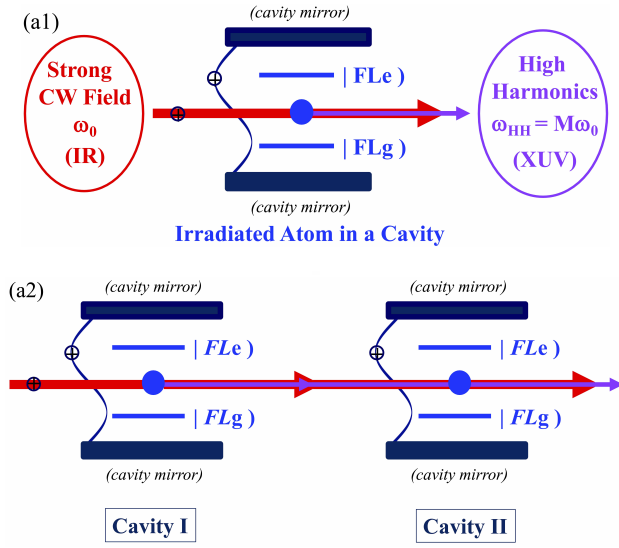 (a1)
(cavity mirror)
Strong
CW Field
ω₀
(IR)
| FLe )
| FLg )
High
Harmonics
ω_HH = Mω₀
(XUV)
(cavity mirror)
Irradiated Atom in a Cavity
(a2)
(cavity mirror)
(cavity mirror)
| FLe )
| FLe )
| FLg )
| FLg )
(cavity mirror)
(cavity mirror)
Cavity I
Cavity II